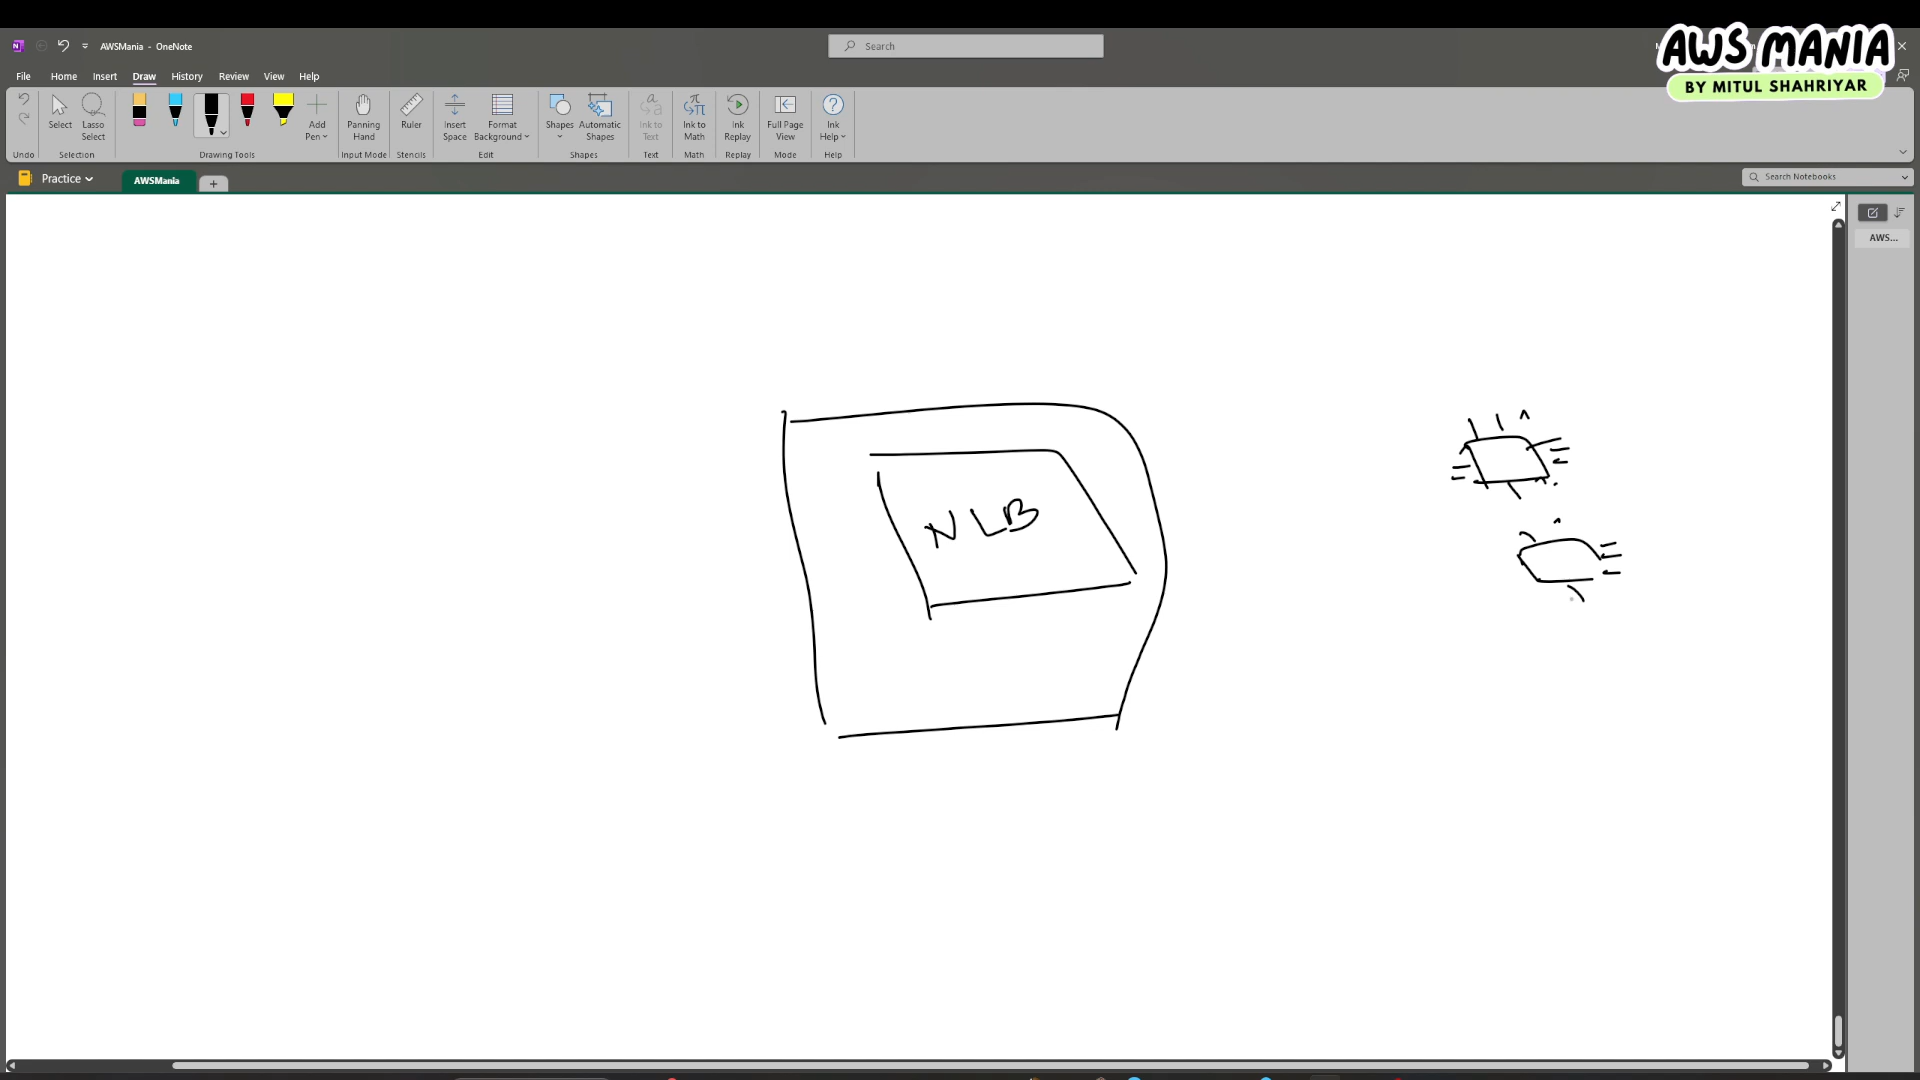 AWSMania - OneNote
Search
AWS MANIA
BY MITUL SHAHRIYAR
File Home Insert Draw History Review View Help
Select
Lasso Select
Add Pen
Panning Hand
Ruler
Insert Space
Format Background
Shapes
Automatic Shapes
Ink to Text
Ink to Math
Ink Replay
Full Page View
Ink Help
Undo Selection Drawing Tools Input Mode Stencils Edit Shapes Text Math Replay Mode Help
Practice AWSMania
Search Notebooks
AWS...
NLB